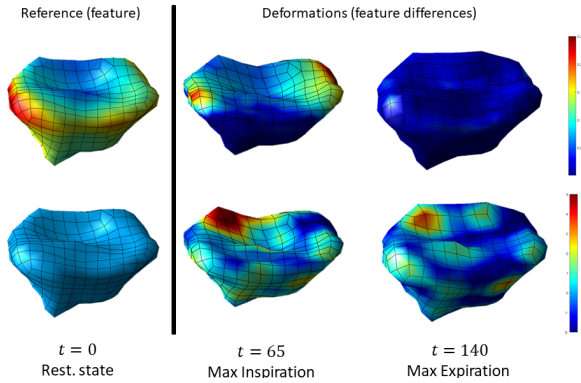 Reference (feature)
Deformations (feature differences)
t = 0
t = 65
t = 140
Rest. state
Max Inspiration
Max Expiration